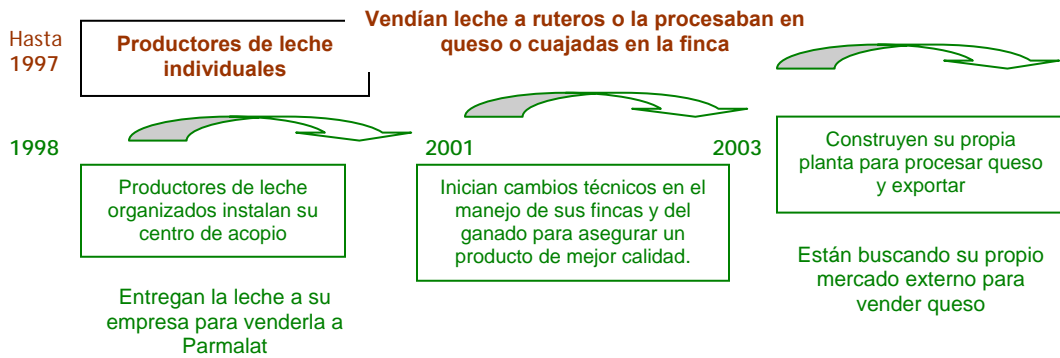 Hasta
1997
Productores de leche
individuales
Vendían leche a ruteros o la procesaban en
queso o cuajadas en la finca
1998
Productores de leche
organizados instalan su
centro de acopio
Entregan la leche a su
empresa para venderla a
Parmalat
2001
Inician cambios técnicos en el
manejo de sus fincas y del
ganado para asegurar un
producto de mejor calidad.
2003
Construyen su propia
planta para procesar queso
y exportar
Están buscando su propio
mercado externo para
vender queso